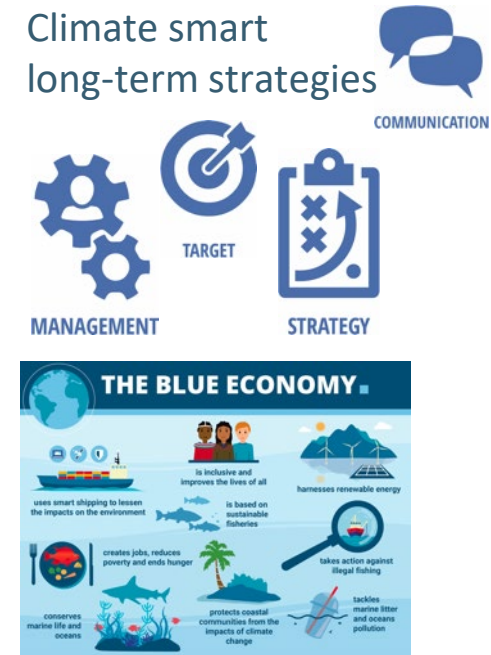 Climate smart
long-term strategies
COMMUNICATION
TARGET
MANAGEMENT
STRATEGY
THE BLUE ECONOMY.
is inclusive and
improves the lives of all
harnesses renewable energy
uses smart shipping to lessen
the impacts on the environment
is based on
sustainable
fisheries
creates jobs, reduces
poverty and ends hunger
takes action against
illegal fishing
conserves
marine life and
oceans
protects coastal
communities from the
impacts of climate
change
tackles
marine litter
and oceans
pollution